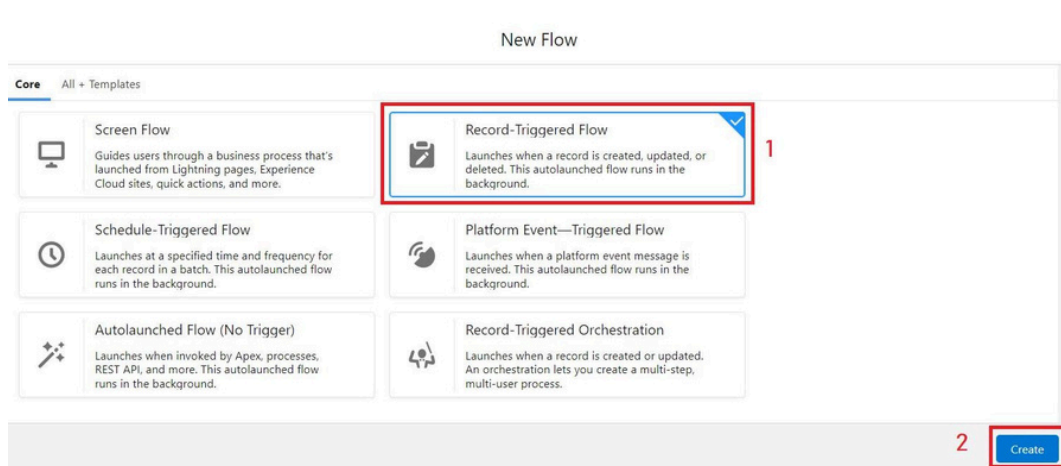 New Flow
Core All + Templates
Screen Flow
Guides users through a business process that's
launched from Lightning pages, Experience
Cloud sites, quick actions, and more.
Record-Triggered Flow
Launches when a record is created, updated, or
deleted. This autolaunched flow runs in the
background.
1
Schedule-Triggered Flow
Launches at a specified time and frequency for
each record in a batch. This autolaunched flow
runs in the background.
Platform Event—Triggered Flow
Launches when a platform event message is
received. This autolaunched flow runs in the
background.
Autolaunched Flow (No Trigger)
Launches when invoked by Apex, processes,
REST API, and more. This autolaunched flow
runs in the background.
Record-Triggered Orchestration
Launches when a record is created or updated.
An orchestration lets you create a multi-step,
multi-user process.
2
Create